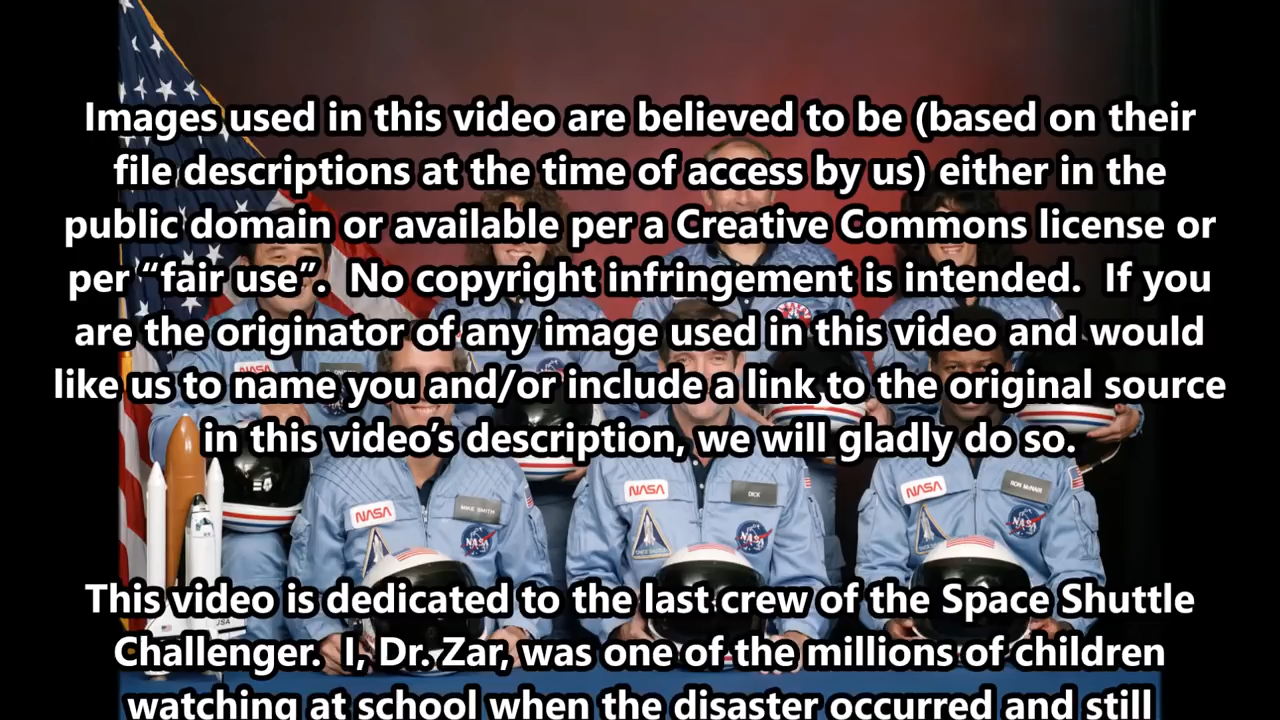 Images used in this video are believed to be (based on their
file descriptions at the time of access by us) either in the
public domain or available per a Creative Commons license or
per “fair use”.  No copyright infringement is intended.  If you
are the originator of any image used in this video and would
like us to name you and/or include a link to the original source
in this video’s description, we will gladly do so.
NASA
NASA
MIKE SMITH
NASA
NASA
DICK
NASA
NASA
RON McNAIR
NASA
This video is dedicated to the last crew of the Space Shuttle
USA
Challenger.  I, Dr. Zar, was one of the millions of children
watching at school when the disaster occurred and still